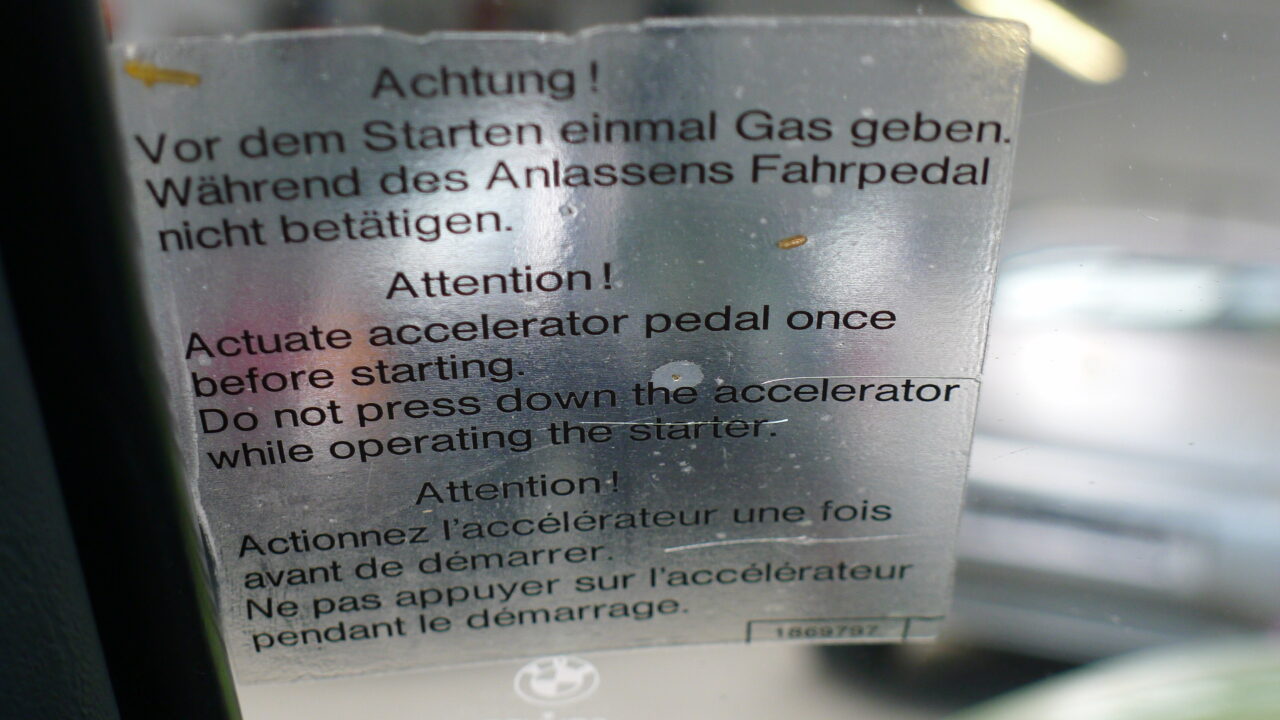 Achtung!
Vor dem Starten einmal Gas geben.
Während des Anlassens Fahrpedal
nicht betätigen.
Attention!
Actuate accelerator pedal once
before starting.
Do not press down the accelerator
while operating the starter.
Attention!
Actionnez l'accélérateur une fois
avant de démarrer.
Ne pas appuyer sur l'accélérateur
pendant le démarrage.
1869797
BMW